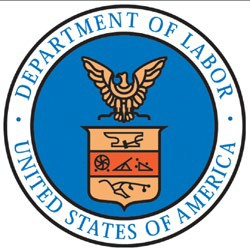 DEPARTMENT OF LABOR
UNITED STATES OF AMERICA